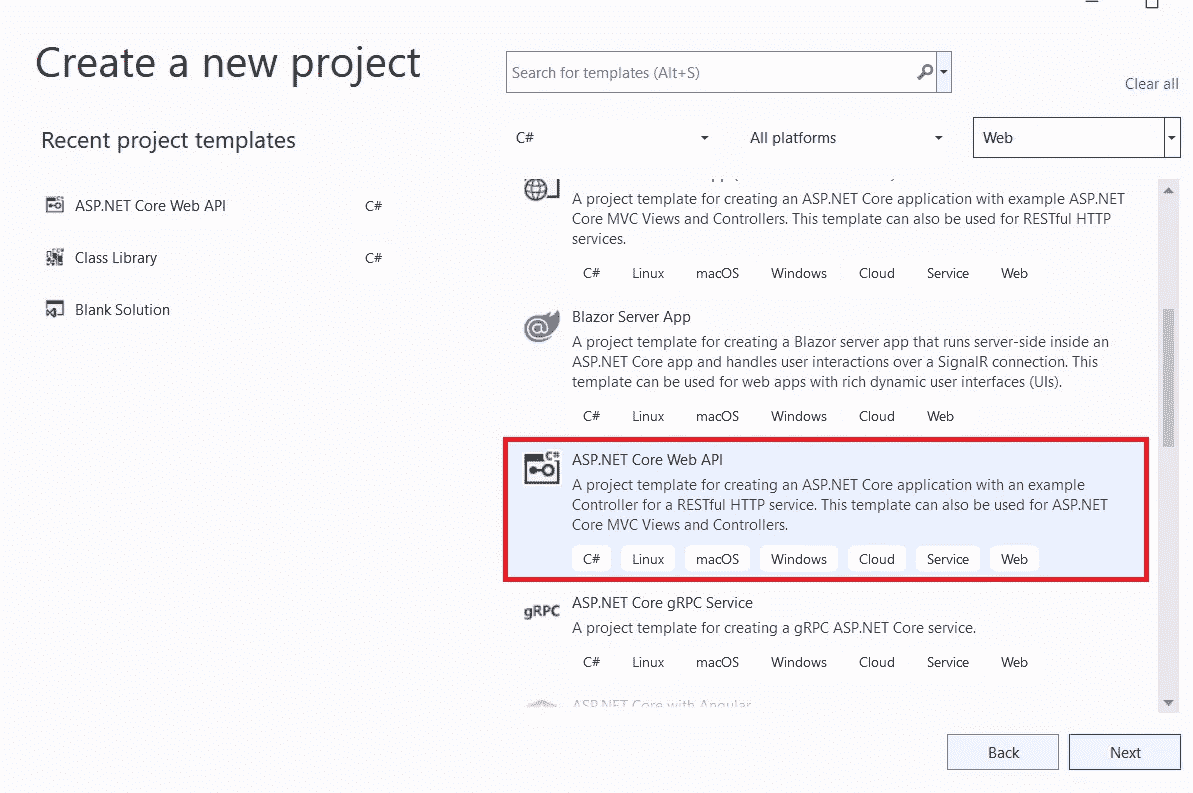 Create a new project
Search for templates (Alt+S)
Clear all
Recent project templates
C#
All platforms
Web
ASP.NET Core Web API
C#
Class Library
C#
Blank Solution
A project template for creating an ASP.NET Core application with example ASP.NET
Core MVC Views and Controllers. This template can also be used for RESTful HTTP
services.
C# Linux macOS Windows Cloud Service Web
Blazor Server App
A project template for creating a Blazor server app that runs server-side inside an
ASP.NET Core app and handles user interactions over a SignalR connection. This
template can be used for web apps with rich dynamic user interfaces (UIs).
C# Linux macOS Windows Cloud Web
C#
ASP.NET Core Web API
A project template for creating an ASP.NET Core application with an example
Controller for a RESTful HTTP service. This template can also be used for ASP.NET
Core MVC Views and Controllers.
C# Linux macOS Windows Cloud Service Web
gRPC
ASP.NET Core gRPC Service
A project template for creating a gRPC ASP.NET Core service.
C# Linux macOS Windows Cloud Service Web
ASP.NET Core with Angular
Back
Next